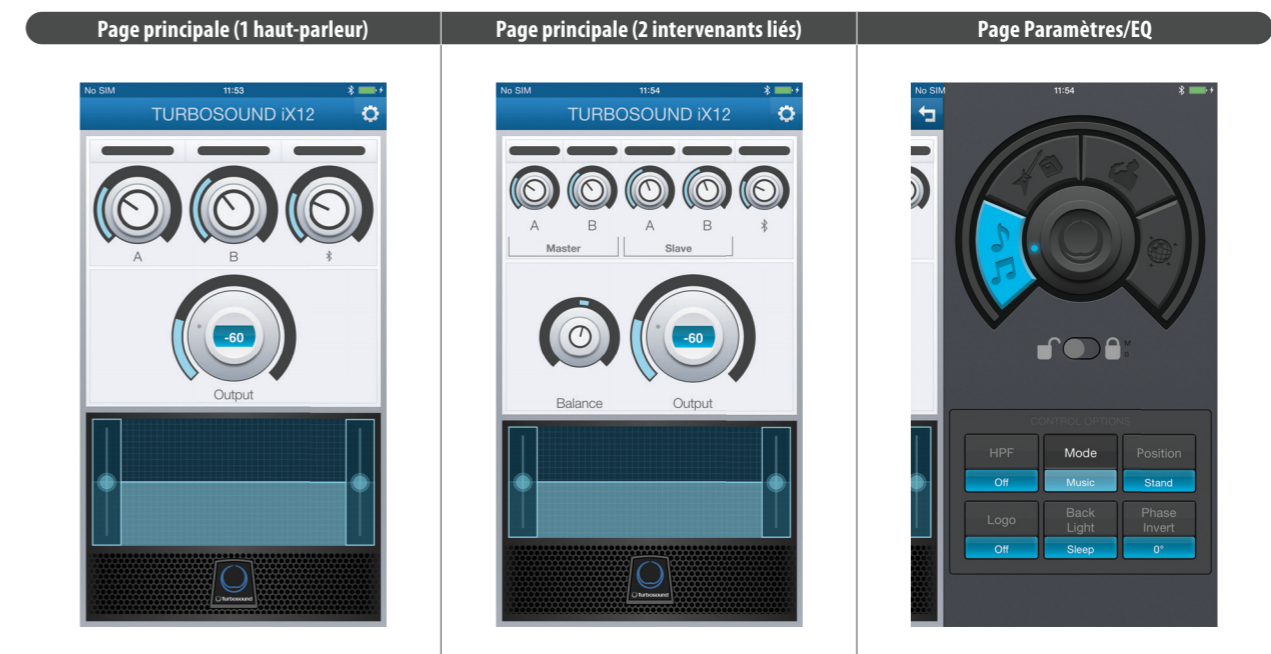 Page principale (1 haut-parleur)
Page principale (2 intervenants liés)
Page Paramètres/EQ
No SIM 11:53
TURBOSOUND iX12
A B
-60
Output
Turbosound
No SIM 11:54
TURBOSOUND iX12
A B A B
Master Slave
-60
Balance Output
Turbosound
No SIM 11:54
CONTROL OPTIONS
HPF Mode Position
Off Music Stand
Logo Back Light Phase Invert
Off Sleep 0°